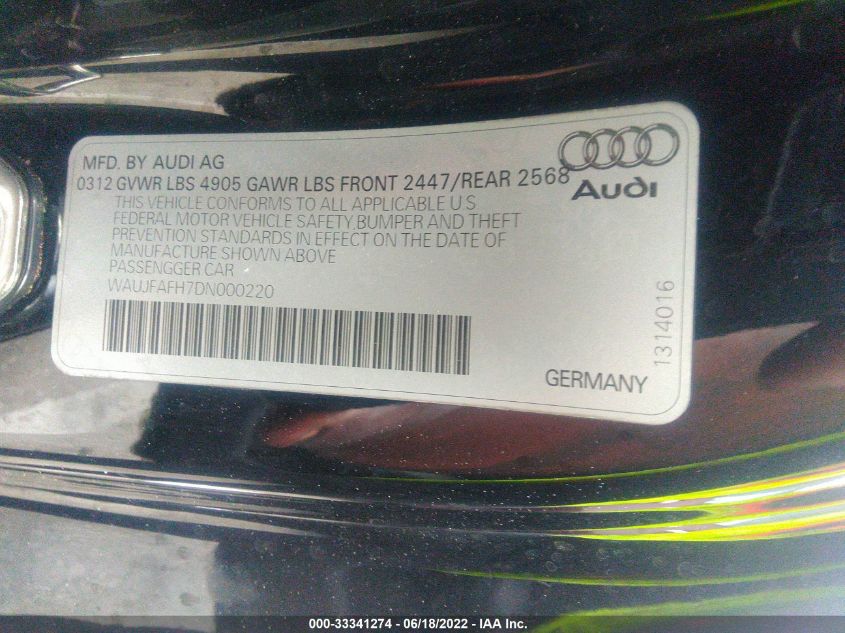 MFD. BY AUDI AG
0312 GVWR LBS 4905 GAWR LBS FRONT 2447/REAR 2568
THIS VEHICLE CONFORMS TO ALL APPLICABLE U S
FEDERAL MOTOR VEHICLE SAFETY,BUMPER AND THEFT
PREVENTION STANDARDS IN EFFECT ON THE DATE OF
MANUFACTURE SHOWN ABOVE
PASSENGGER CAR
WAUJFAFH7DN000220
Audi
1314016
GERMANY
000-33341274 - 06/18/2022 - IAA Inc.